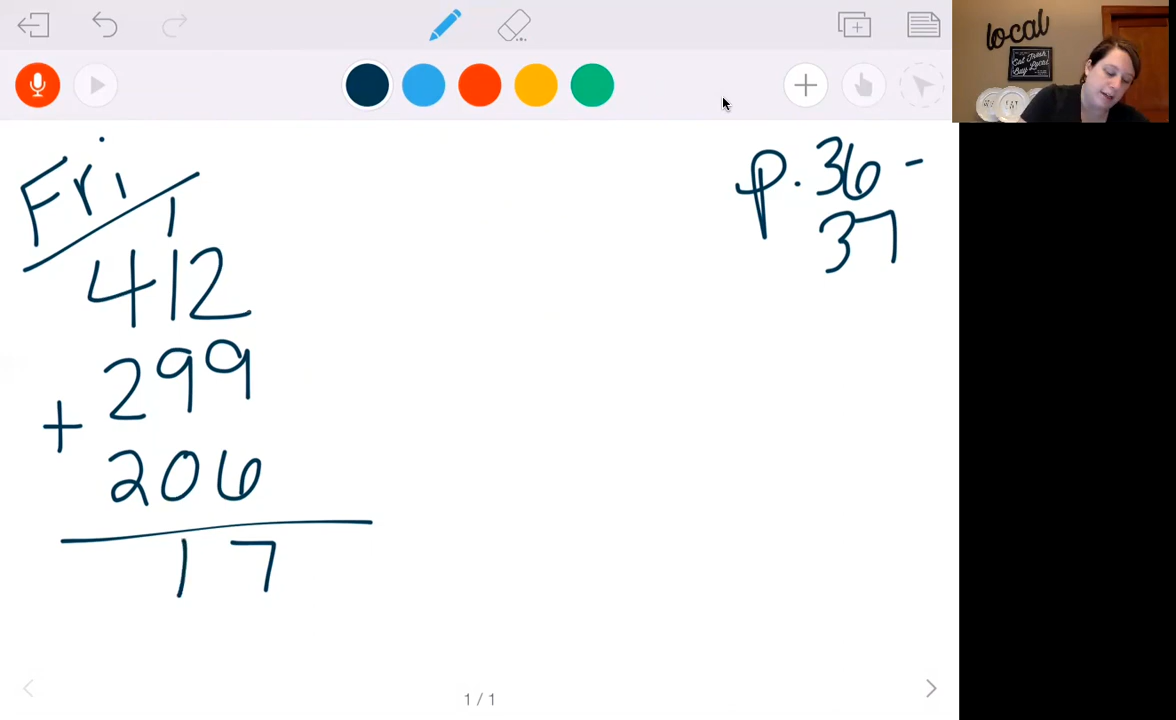 Fri
p. 36 -
37
1
412
299
+ 206
17
1 / 1
local
Eat Fresh
Buy Local